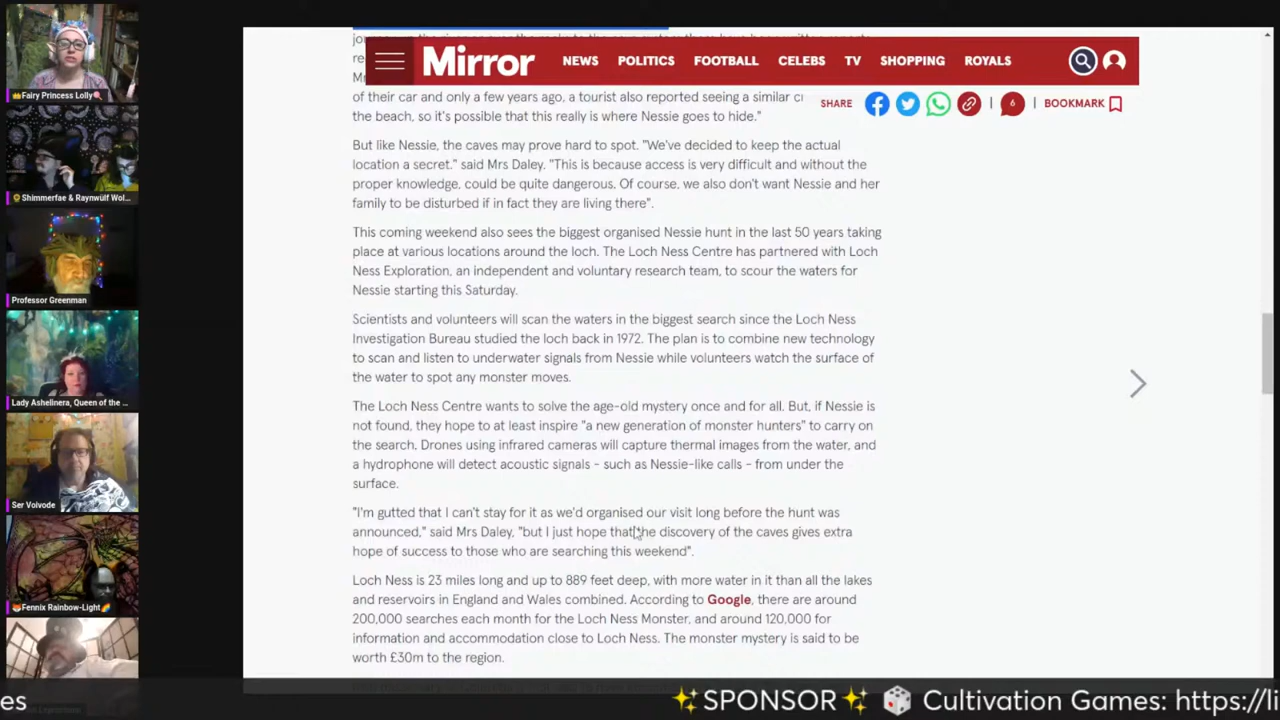 Mirror
NEWS POLITICS FOOTBALL CELEBS TV SHOPPING ROYALS
SHARE 6 BOOKMARK
of their car and only a few years ago, a tourist also reported seeing a similar
the beach, so it's possible that this really is where Nessie goes to hide."
But like Nessie, the caves may prove hard to spot. "We've decided to keep the actual
location a secret." said Mrs Daley. "This is because access is very difficult and without the
proper knowledge, could be quite dangerous. Of course, we also don't want Nessie and her
family to be disturbed if in fact they are living there".
This coming weekend also sees the biggest organised Nessie hunt in the last 50 years taking
place at various locations around the loch. The Loch Ness Centre has partnered with Loch
Ness Exploration, an independent and voluntary research team, to scour the waters for
Nessie starting this Saturday.
Scientists and volunteers will scan the waters in the biggest search since the Loch Ness
Investigation Bureau studied the loch back in 1972. The plan is to combine new technology
to scan and listen to underwater signals from Nessie while volunteers watch the surface of
the water to spot any monster moves.
The Loch Ness Centre wants to solve the age-old mystery once and for all. But, if Nessie is
not found, they hope to at least inspire "a new generation of monster hunters" to carry on
the search. Drones using infrared cameras will capture thermal images from the water, and
a hydrophone will detect acoustic signals - such as Nessie-like calls - from under the
surface.
"I'm gutted that I can't stay for it as we'd organised our visit long before the hunt was
announced," said Mrs Daley, "but I just hope that the discovery of the caves gives extra
hope of success to those who are searching this weekend".
Loch Ness is 23 miles long and up to 889 feet deep, with more water in it than all the lakes
and reservoirs in England and Wales combined. According to Google, there are around
200,000 searches each month for the Loch Ness Monster, and around 120,000 for
information and accommodation close to Loch Ness. The monster mystery is said to be
worth £30m to the region.
Fairy Princess Lolly
Shimmerfae & Raynwülf Wol...
Professor Greenman
Lady Ashelinera, Queen of the ...
Ser Voivode
Fennix Rainbow-Light
es ✨SPONSOR✨ 🎲 Cultivation Games: https://li